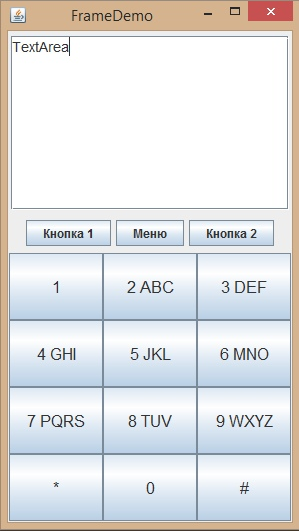 FrameDemo
TextArea
Кнопка 1 Меню Кнопка 2
1 2 ABC 3 DEF
4 GHI 5 JKL 6 MNO
7 PQRS 8 TUV 9 WXYZ
* 0 #